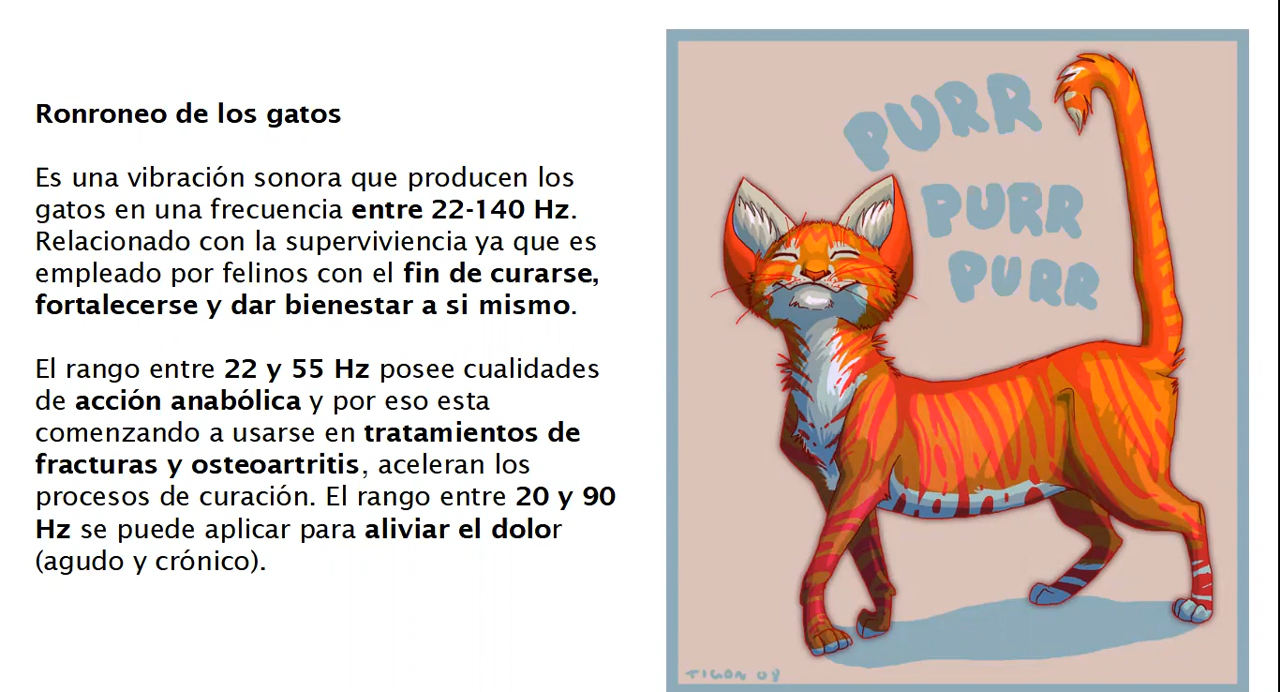 Ronroneo de los gatos
Es una vibración sonora que producen los
gatos en una frecuencia entre 22-140 Hz.
Relacionado con la superviviencia ya que es
empleado por felinos con el fin de curarse,
fortalecerse y dar bienestar a si mismo.
El rango entre 22 y 55 Hz posee cualidades
de acción anabólica y por eso esta
comenzando a usarse en tratamientos de
fracturas y osteoartritis, aceleran los
procesos de curación. El rango entre 20 y 90
Hz se puede aplicar para aliviar el dolor
(agudo y crónico).
PURR
PURR
PURR
TIGON 08